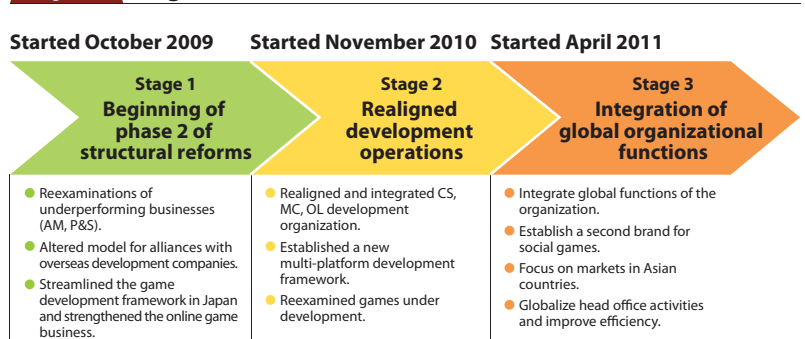 Started October 2009
Started November 2010
Started April 2011
Stage 1
Beginning of
phase 2 of
structural reforms
Stage 2
Realigned
development
operations
Stage 3
Integration of
global organizational
functions
Reexaminations of
underperforming businesses
(AM, P&S).
Altered model for alliances with
overseas development companies.
Streamlined the game
development framework in Japan
and strengthened the online game
business.
Realigned and integrated CS,
MC, OL development
organization.
Established a new
multi-platform development
framework.
Reexamined games under
development.
Integrate global functions of the
organization.
Establish a second brand for
social games.
Focus on markets in Asian
countries.
Globalize head office activities
and improve efficiency.